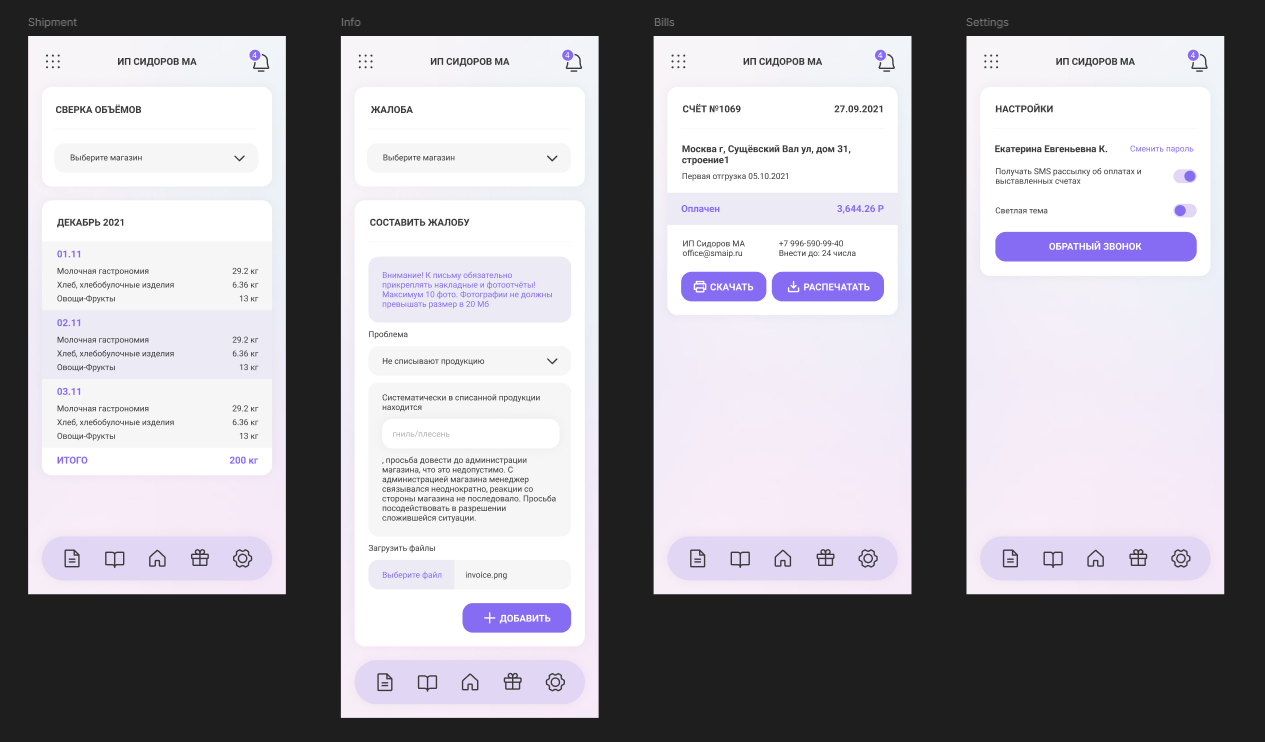 Shipment
4
ИП СИДОРОВ МА
СВЕРКА ОБЪЁМОВ
Выберите магазин
ДЕКАБРЬ 2021
01.11
Молочная гастрономия 29.2 кг
Хлеб, хлебобулочные изделия 6.36 кг
Овощи-Фрукты 13 кг
02.11
Молочная гастрономия 29.2 кг
Хлеб, хлебобулочные изделия 6.36 кг
Овощи-Фрукты 13 кг
03.11
Молочная гастрономия 29.2 кг
Хлеб, хлебобулочные изделия 6.36 кг
Овощи-Фрукты 13 кг
ИТОГО 200 кг
Info
4
ИП СИДОРОВ МА
ЖАЛОБА
Выберите магазин
СОСТАВИТЬ ЖАЛОБУ
Внимание! К письму обязательно
прикреплять накладные и фотоотчёты!
Максимум 10 фото. Фотографии не должны
превышать размер в 20 Мб
Проблема
Не списывают продукцию
Систематически в списанной продукции
находится
гниль/плесень
, просьба довести до администрации
магазина, что это недопустимо. С
администрацией магазина менеджер
связывался неоднократно, реакции со
стороны магазина не последовало. Просьба
посодействовать в разрешении
сложившейся ситуации.
Загрузить файлы
Выберите файл invoice.png
ДОБАВИТЬ
Bills
4
ИП СИДОРОВ МА
СЧЁТ №1069 27.09.2021
Москва г, Сущёвский Вал ул, дом 31,
строение1
Первая отгрузка 05.10.2021
Оплачен 3,644.26 Р
ИП Сидоров МА +7 996-590-99-40
office@smaip.ru Внести до: 24 числа
СКАЧАТЬ РАСПЕЧАТАТЬ
Settings
4
ИП СИДОРОВ МА
НАСТРОЙКИ
Екатерина Евгеньевна К. Сменить пароль
Получать SMS рассылку об оплатах и
выставленных счетах
Светлая тема
ОБРАТНЫЙ ЗВОНОК